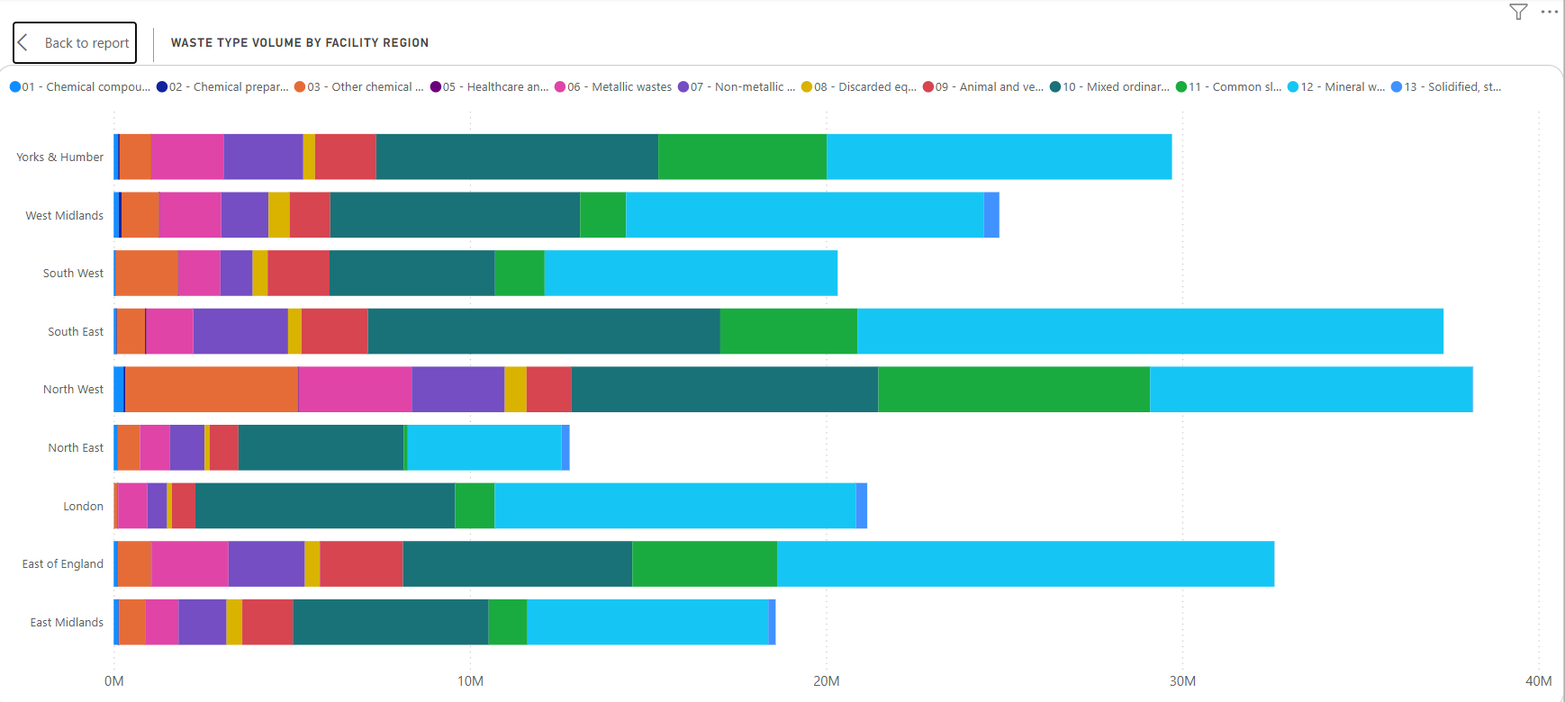 Back to report
WASTE TYPE VOLUME BY FACILITY REGION
01 - Chemical compou... 02 - Chemical prepar... 03 - Other chemical ... 05 - Healthcare an... 06 - Metallic wastes 07 - Non-metallic ... 08 - Discarded eq... 09 - Animal and ve... 10 - Mixed ordinar... 11 - Common sl... 12 - Mineral w... 13 - Solidified, st...
Yorks & Humber
West Midlands
South West
South East
North West
North East
London
East of England
East Midlands
0M 10M 20M 30M 40M